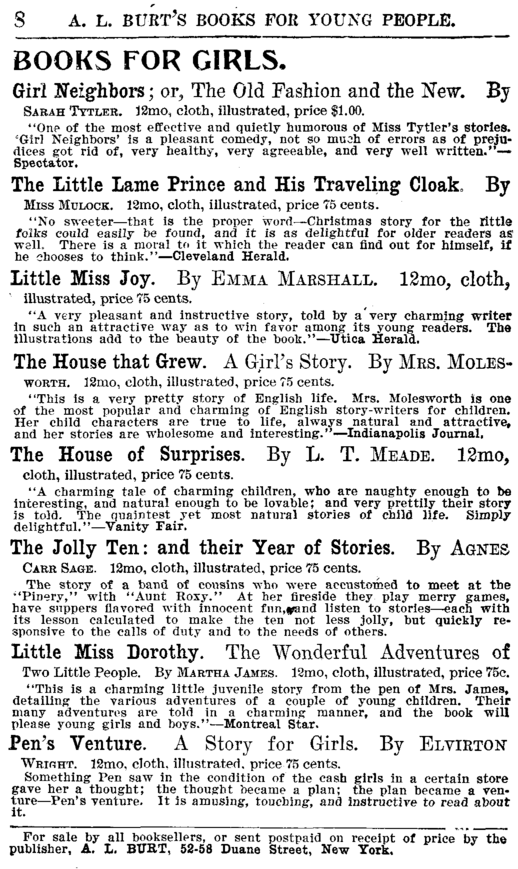 8 A. L. BURT'S BOOKS FOR YOUNG PEOPLE.
BOOKS FOR GIRLS.
Girl Neighbors; or, The Old Fashion and the New. By
SARAH TYTLER. 12mo, cloth, illustrated, price $1.00.
"One of the most effective and quietly humorous of Miss Tytler's stories.
'Girl Neighbors' is a pleasant comedy, not so much of errors as of preju-
dices got rid of, very healthy, very agreeable, and very well written."—
Spectator.
The Little Lame Prince and His Traveling Cloak. By
MISS MULOCK. 12mo, cloth, illustrated, price 75 cents.
"No sweeter—that is the proper word—Christmas story for the little
folks could easily be found, and it is as delightful for older readers as
well. There is a moral to it which the reader can find out for himself, if
he chooses to think."—Cleveland Herald.
Little Miss Joy. By EMMA MARSHALL. 12mo, cloth,
illustrated, price 75 cents.
"A very pleasant and instructive story, told by a very charming writer
in such an attractive way as to win favor among its young readers. The
illustrations add to the beauty of the book."—Utica Herald.
The House that Grew. A Girl's Story. By MRS. MOLES-
WORTH. 12mo, cloth, illustrated, price 75 cents.
"This is a very pretty story of English life. Mrs. Molesworth is one
of the most popular and charming of English story-writers for children.
Her child characters are true to life, always natural and attractive,
and her stories are wholesome and interesting."—Indianapolis Journal.
The House of Surprises. By L. T. MEADE. 12mo,
cloth, illustrated, price 75 cents.
"A charming tale of charming children, who are naughty enough to be
interesting, and natural enough to be lovable; and very prettily their story
is told. The quaintest yet most natural stories of child life. Simply
delightful."—Vanity Fair.
The Jolly Ten: and their Year of Stories. By AGNES
CARR SAGE. 12mo, cloth, illustrated, price 75 cents.
The story of a band of cousins who were accustomed to meet at the
"Pinery," with "Aunt Roxy." At her fireside they play merry games,
have suppers flavored with innocent fun, and listen to stories—each with
its lesson calculated to make the ten not less jolly, but quickly re-
sponsive to the calls of duty and to the needs of others.
Little Miss Dorothy. The Wonderful Adventures of
Two Little People. By MARTHA JAMES. 12mo, cloth, illustrated, price 75c.
"This is a charming little juvenile story from the pen of Mrs. James,
detailing the various adventures of a couple of young children. Their
many adventures are told in a charming manner, and the book will
please young girls and boys."—Montreal Star.
Pen's Venture. A Story for Girls. By ELVIRTON
WRIGHT. 12mo, cloth, illustrated, price 75 cents.
Something Pen saw in the condition of the cash girls in a certain store
gave her a thought; the thought became a plan; the plan became a ven-
ture—Pen's venture. It is amusing, touching, and instructive to read about
it.
For sale by all booksellers, or sent postpaid on receipt of price by the
publisher, A. L. BURT, 52-58 Duane Street, New York.